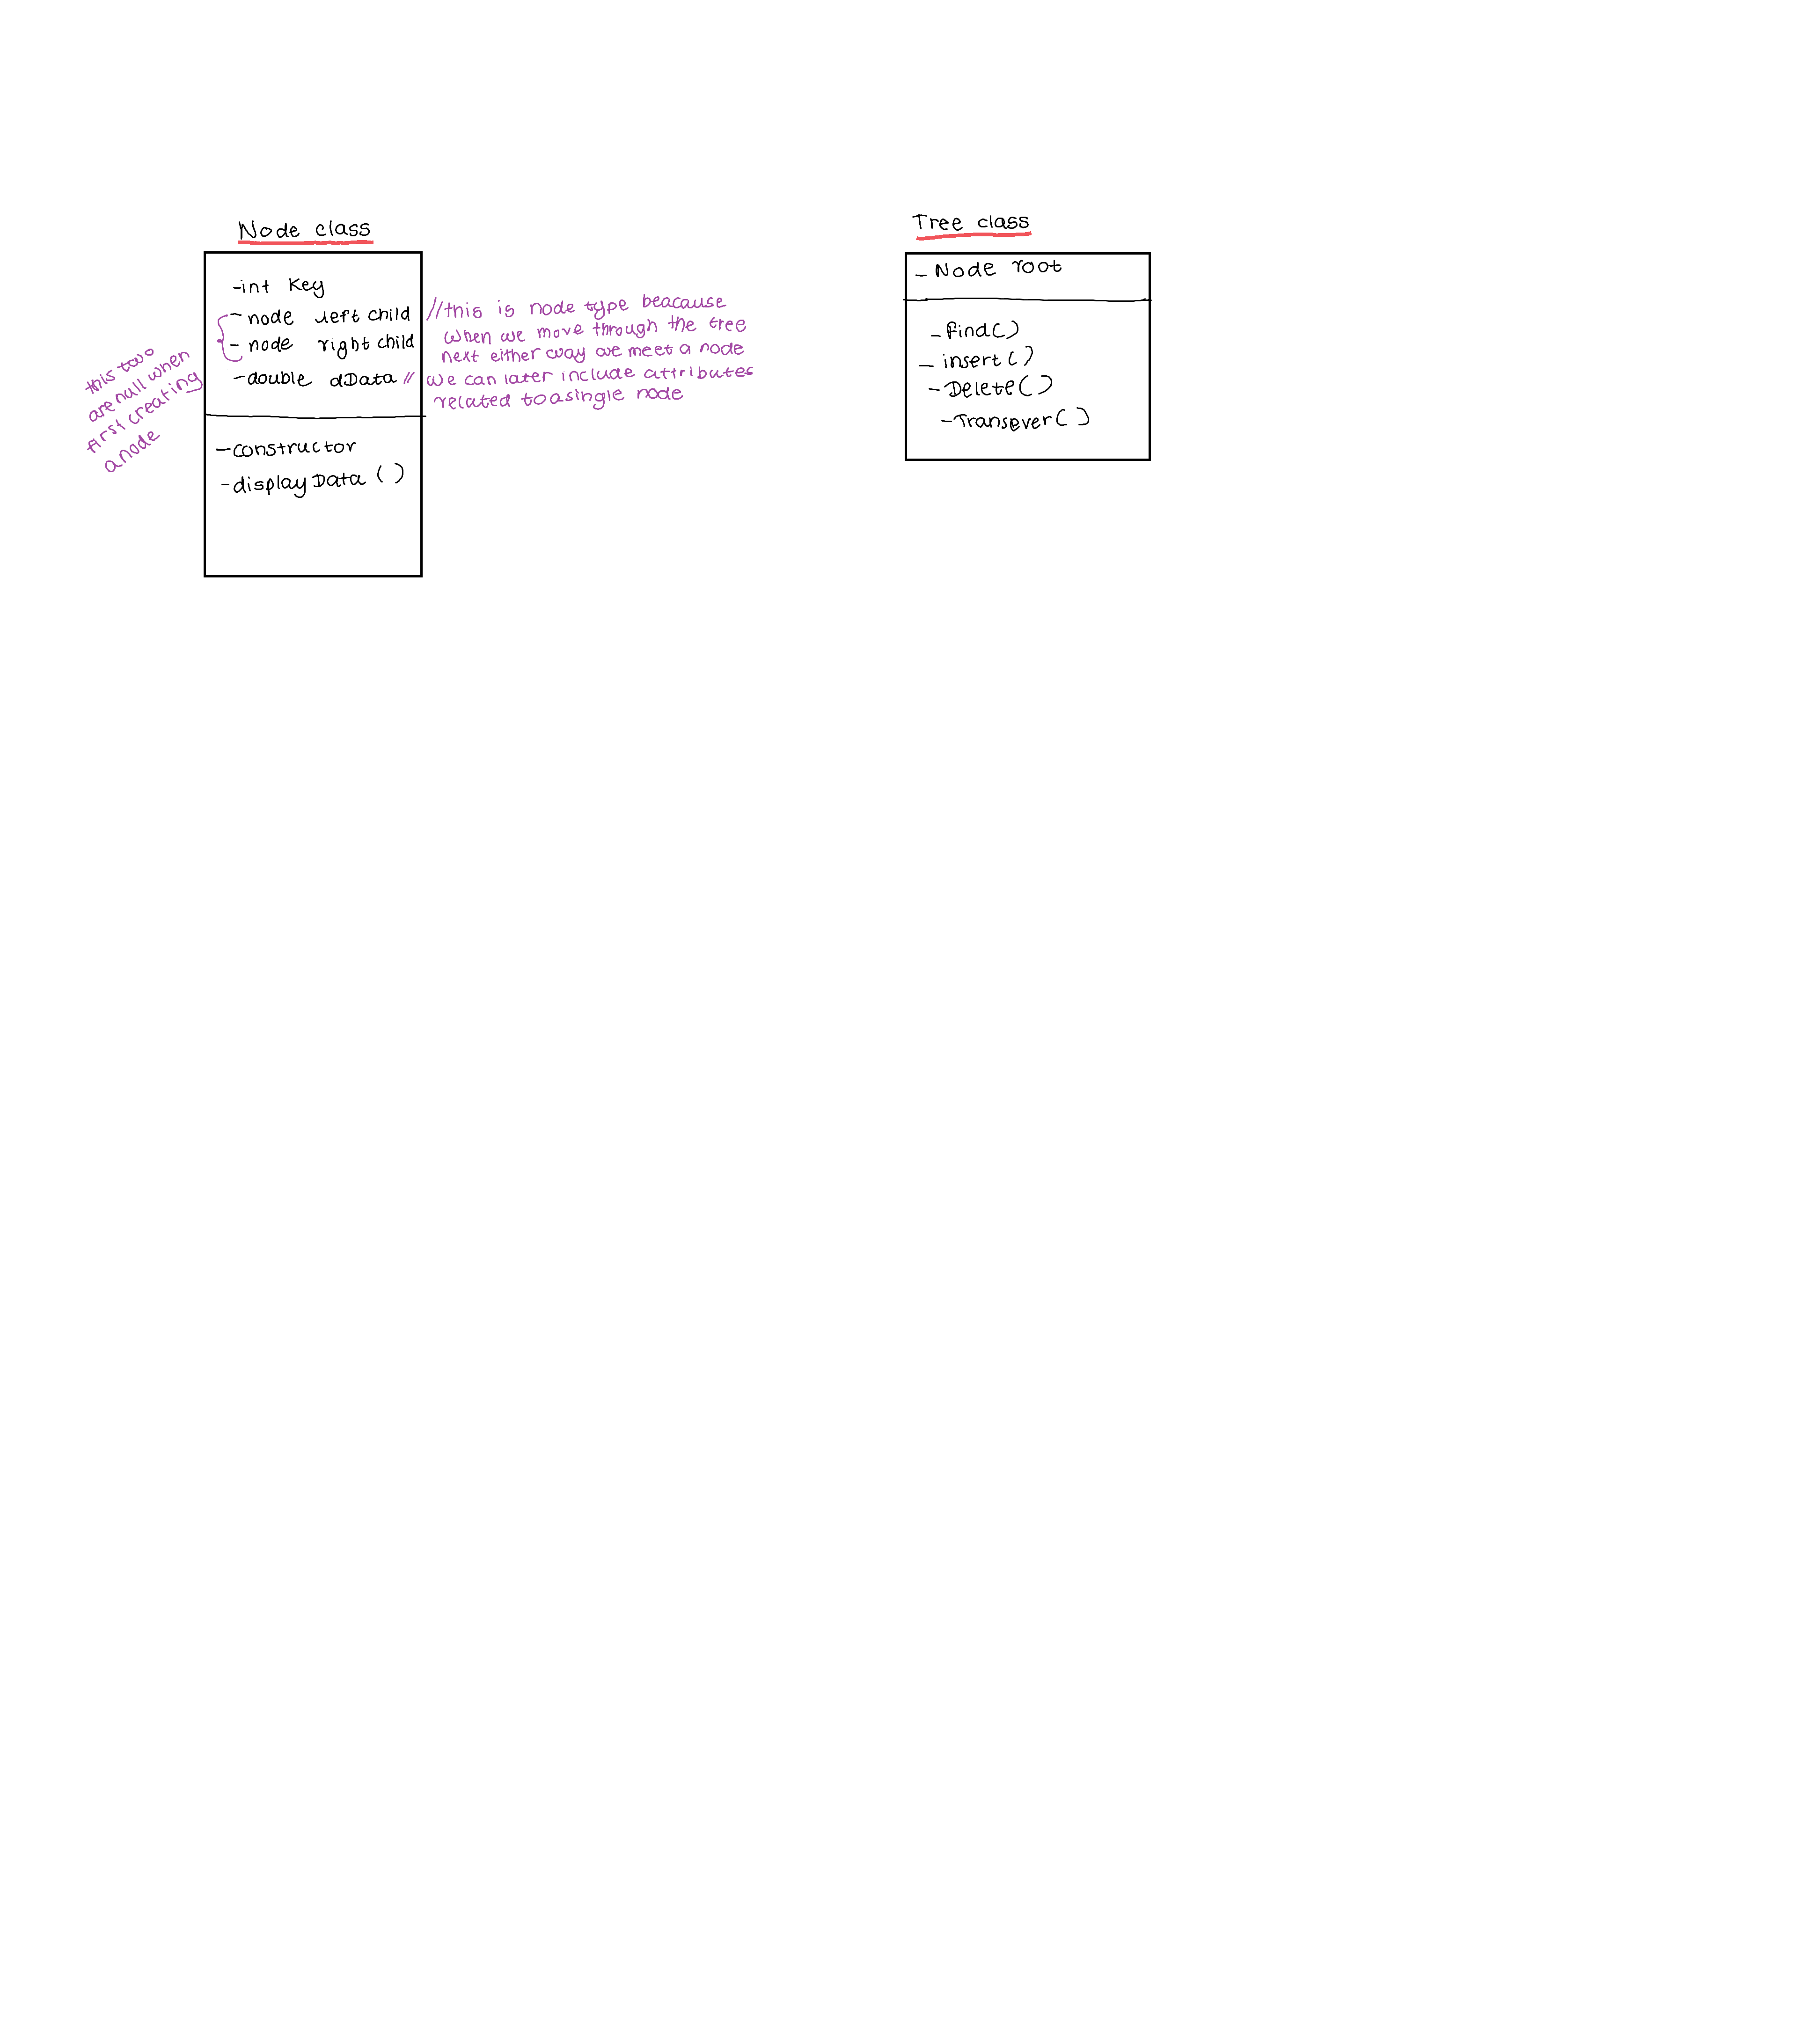 Node class
-int key
- node left child
- node right child
- double dData //
this two
are null when
first creating
a node
//this is node type beacause
when we move through the tree
next either way we meet a node
we can later include attributes
related to a single node
- constructor
- displayData ( )
Tree class
- Node root
- find()
- insert()
- Delete()
- Transever()